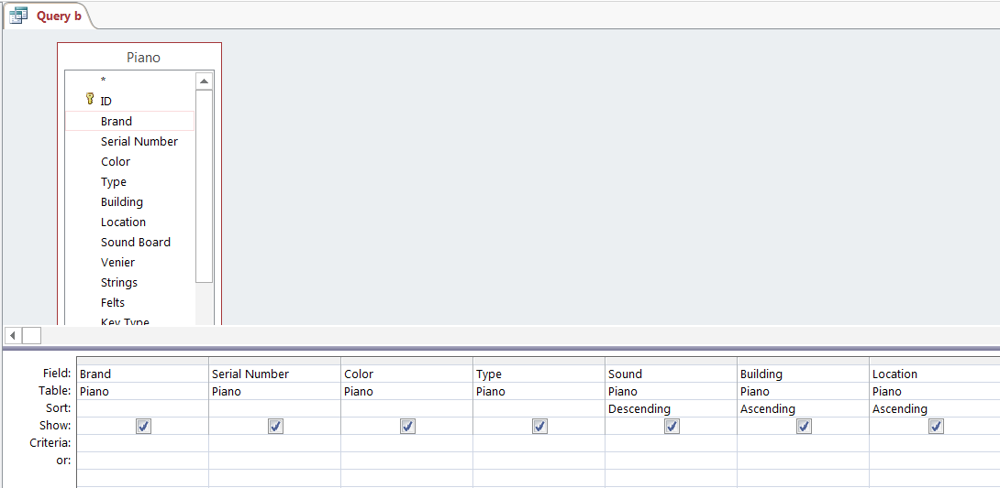 Query b
Piano
*
ID
Brand
Serial Number
Color
Type
Building
Location
Sound Board
Venier
Strings
Felts
Key Type
Field: Brand Serial Number Color Type Sound Building Location
Table: Piano Piano Piano Piano Piano Piano Piano
Sort: Descending Ascending Ascending
Show:
Criteria:
or: